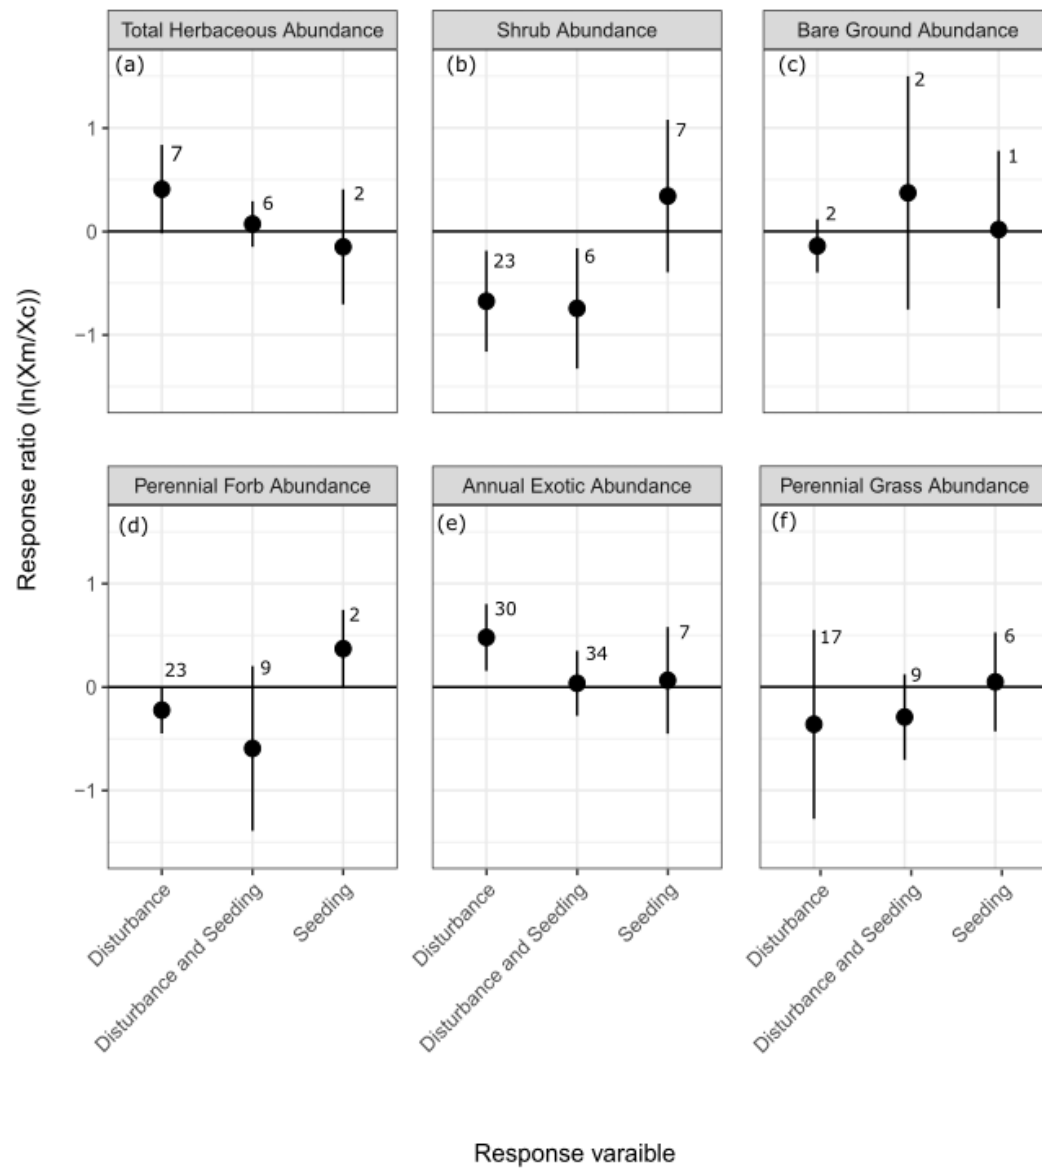 Total Herbaceous Abundance
Shrub Abundance
Bare Ground Abundance
(a)
(b)
(c)
1
0
−1
7
6
2
23
6
7
2
2
1
Response ratio (ln(Xm/Xc))
Perennial Forb Abundance
Annual Exotic Abundance
Perennial Grass Abundance
(d)
(e)
(f)
1
0
−1
23
9
2
30
34
7
17
9
6
Disturbance
Disturbance and Seeding
Seeding
Disturbance
Disturbance and Seeding
Seeding
Disturbance
Disturbance and Seeding
Seeding
Response varaible